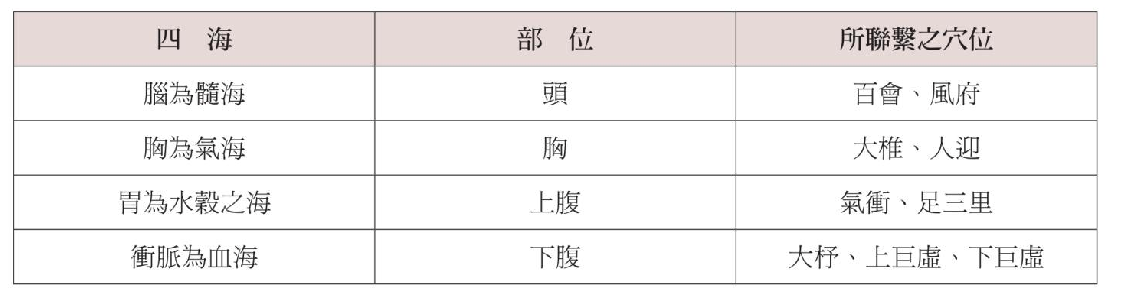 四 海 部 位 所聯繫之穴位
腦為髓海 頭 百會、風府
胸為氣海 胸 大椎、人迎
胃為水穀之海 上腹 氣衝、足三里
衝脈為血海 下腹 大杼、上巨虛、下巨虛